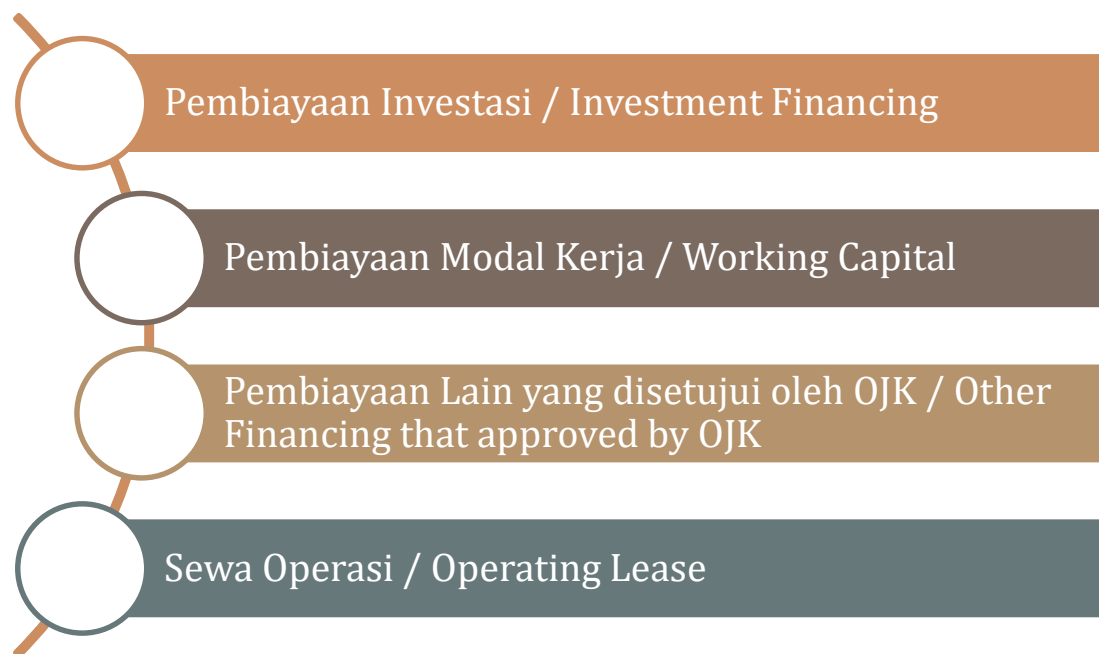 Pembiayaan Investasi / Investment Financing
Pembiayaan Modal Kerja / Working Capital
Pembiayaan Lain yang disetujui oleh OJK / Other
Financing that approved by OJK
Sewa Operasi / Operating Lease